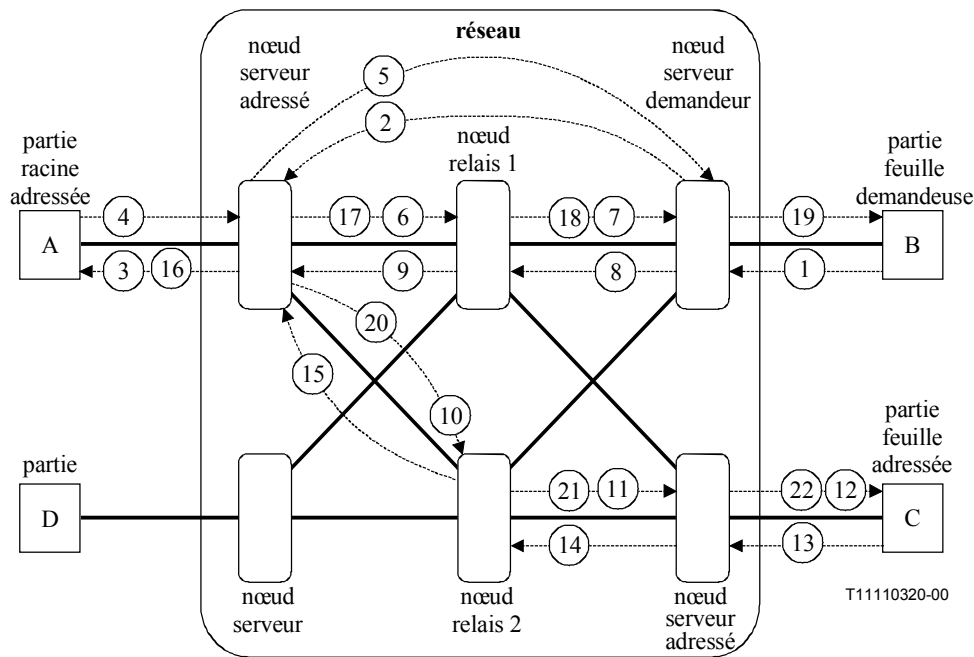 réseau
nœud
serveur
adressé
nœud
serveur
demandeur
5
2
nœud
relais 1
partie
racine
adressée
partie
feuille
demandeuse
4
17
6
18
7
19
A
B
3
16
9
8
1
20
15
10
partie
feuille
adressée
partie
21
11
22
12
D
C
14
13
nœud
serveur
nœud
relais 2
nœud
serveur
adressé
T11110320-00